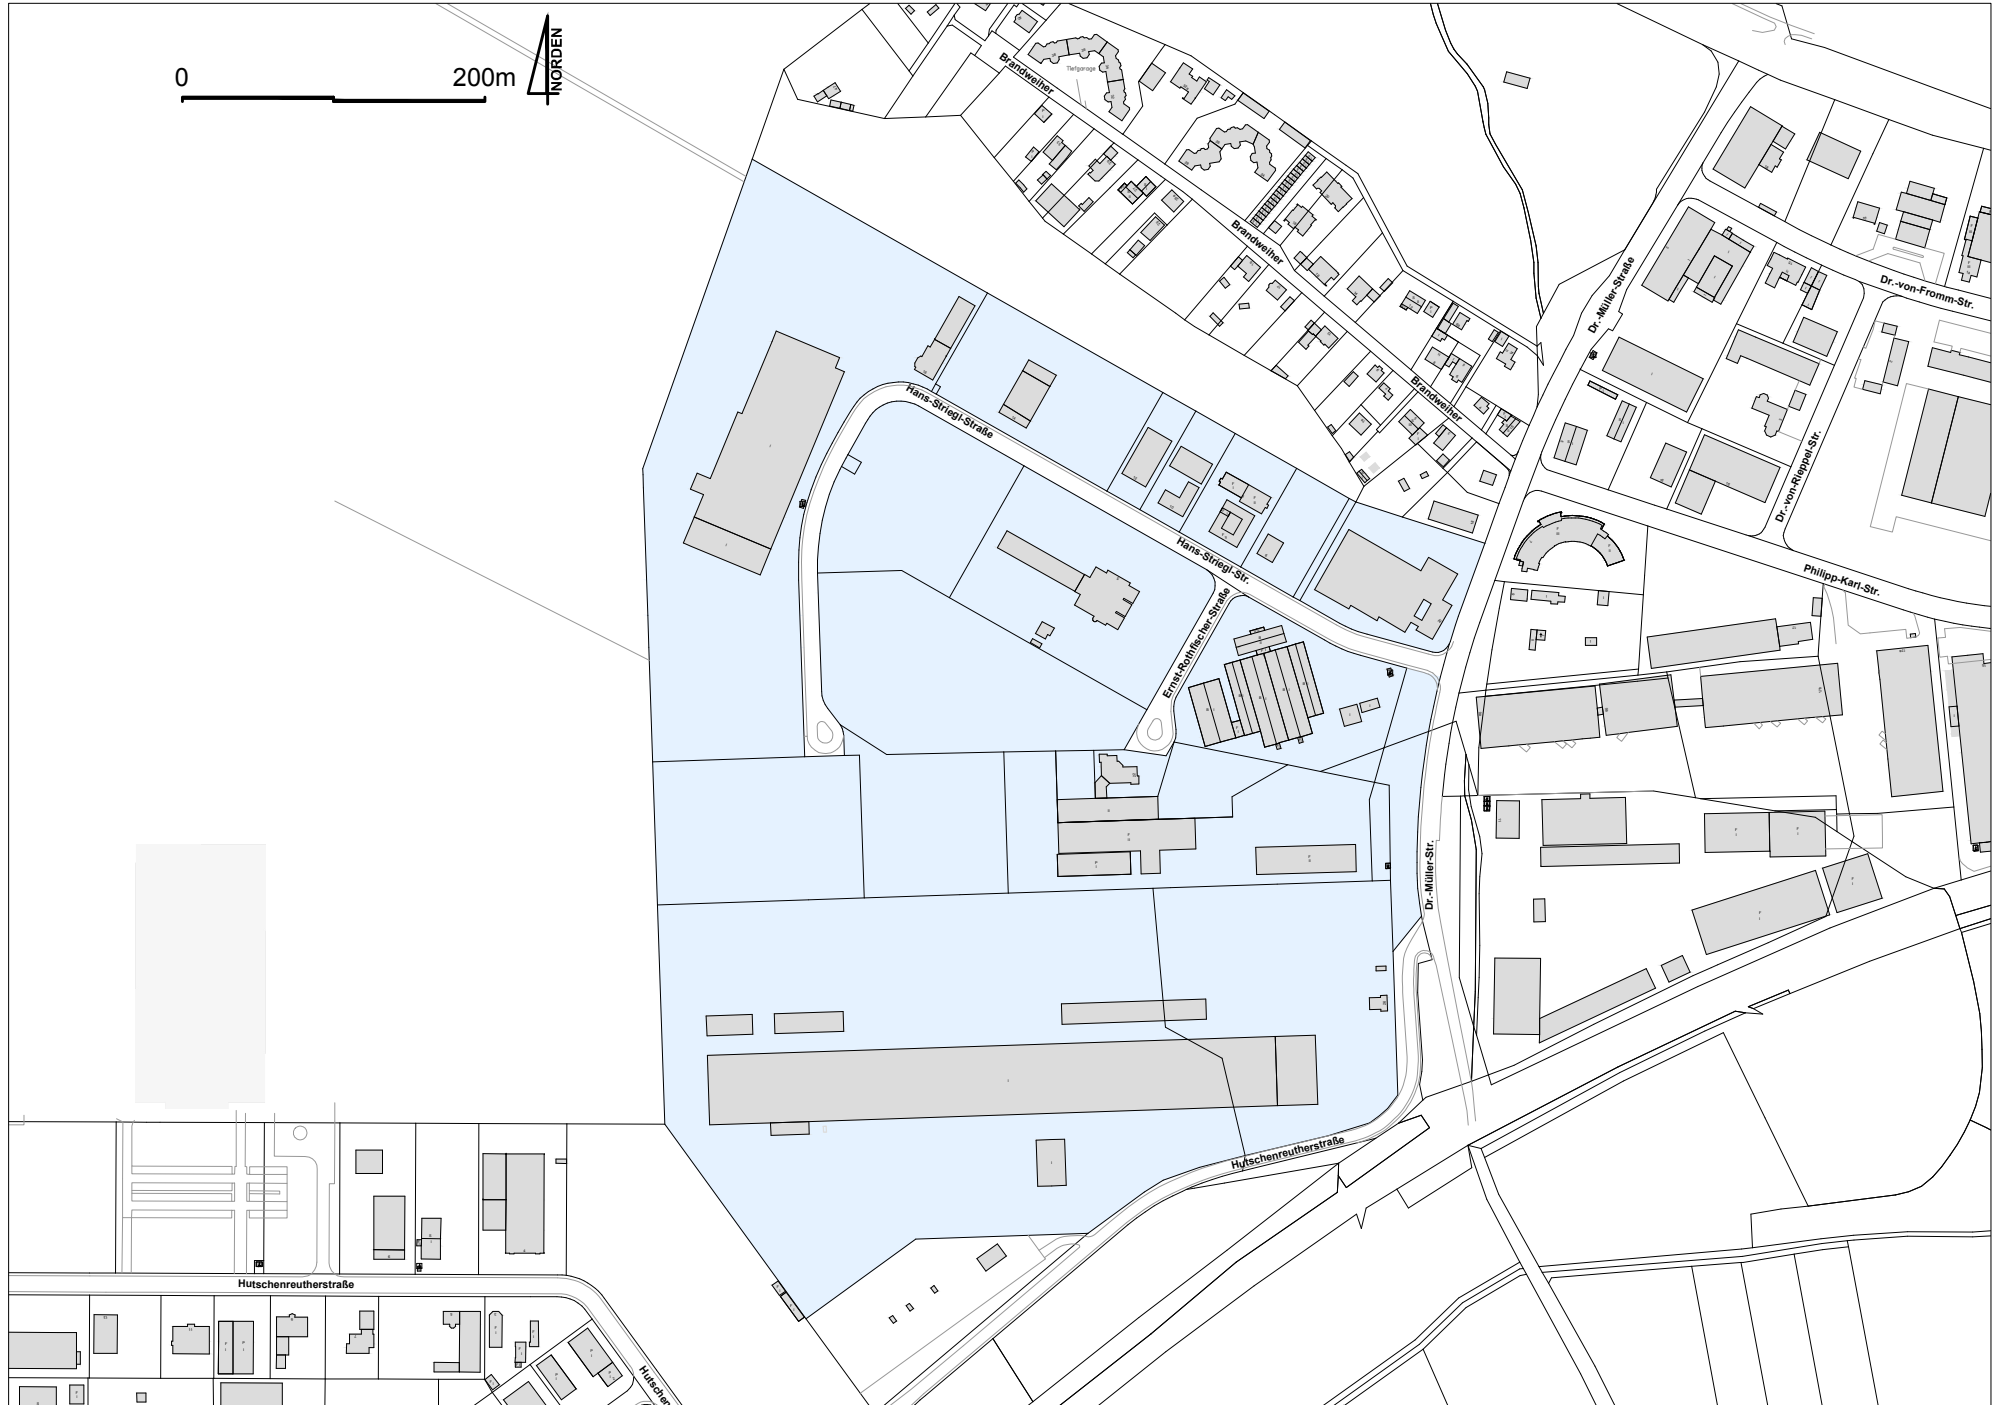 0
200m
NORDEN
Brandweiher
Tiefgarage
Brandweiher
Dr.-Müller-Straße
Dr.-von-Fromm-Str.
Hans-Striegl-Straße
Brandweiher
Dr.-von-Rieppel-Str.
Hans-Striegl-Str.
Philipp-Karl-Str.
Ernst-Rothfischer-Straße
Dr.-Müller-Str.
Hutschenreutherstraße
Hutschenreutherstraße
Hutschen